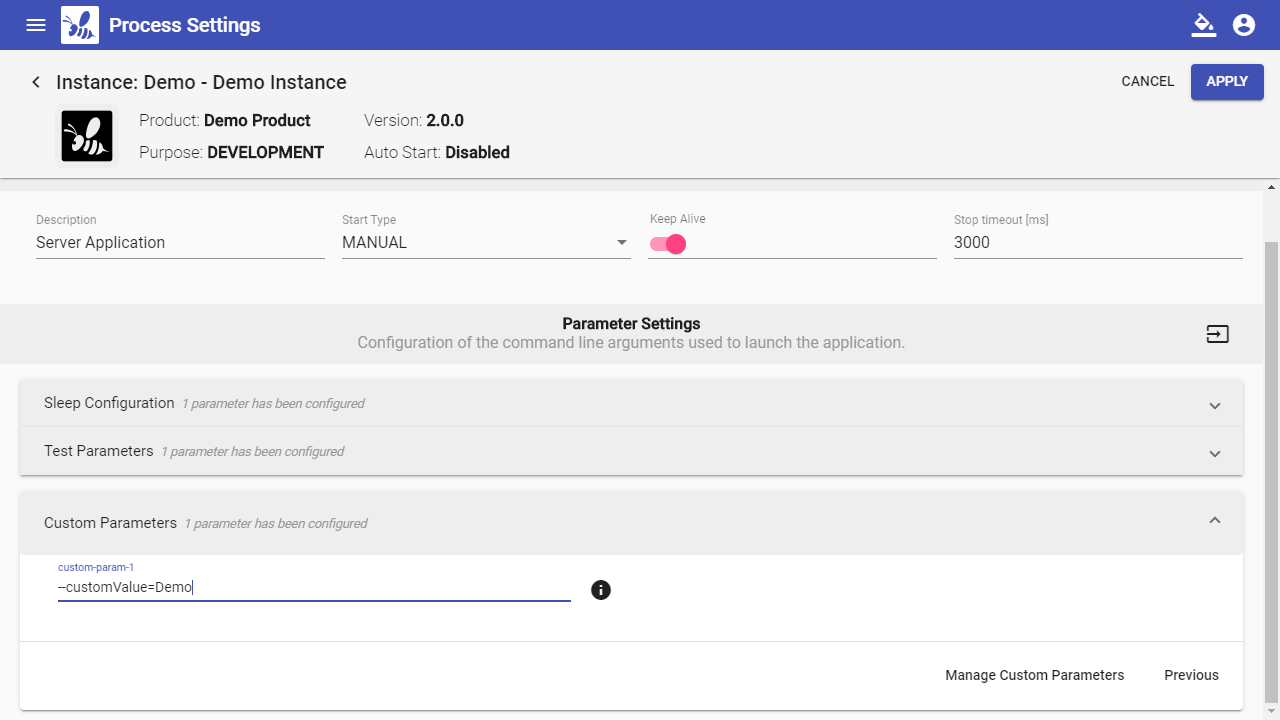 Process Settings
Instance: Demo - Demo Instance
CANCEL
APPLY
Product: Demo Product
Version: 2.0.0
Purpose: DEVELOPMENT
Auto Start: Disabled
Description
Start Type
Keep Alive
Stop timeout [ms]
Server Application
MANUAL
3000
Parameter Settings
Configuration of the command line arguments used to launch the application.
Sleep Configuration 1 parameter has been configured
Test Parameters 1 parameter has been configured
Custom Parameters 1 parameter has been configured
custom-param-1
--customValue=Demo
Manage Custom Parameters
Previous